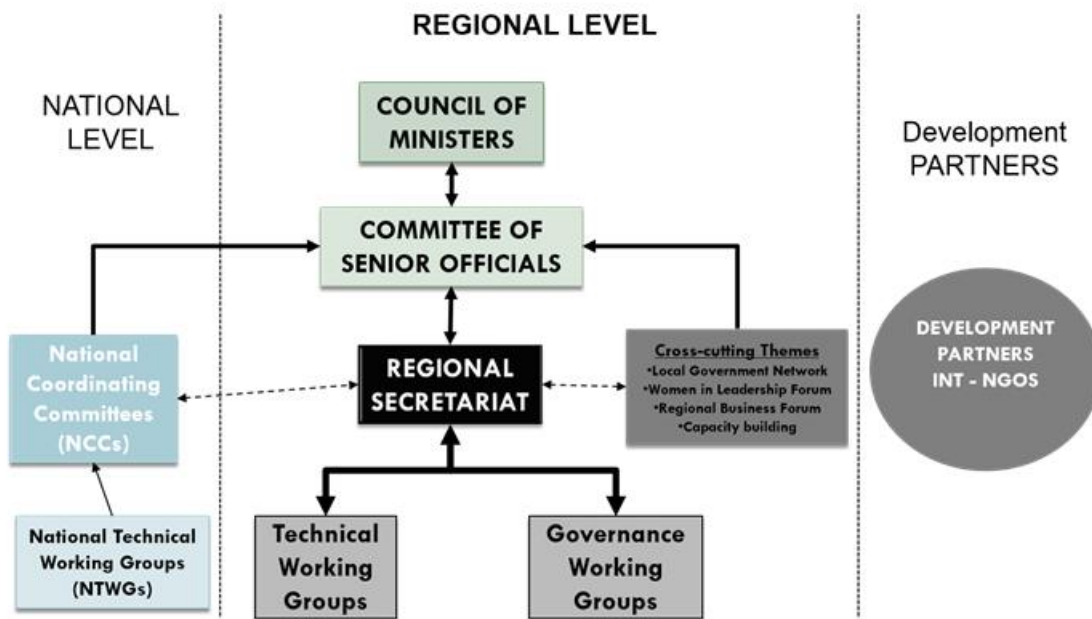 REGIONAL LEVEL
NATIONAL
LEVEL
COUNCIL OF
MINISTERS
Development
PARTNERS
COMMITTEE OF
SENIOR OFFICIALS
National
Coordinating
Committees
(NCCs)
REGIONAL
SECRETARIAT
Cross-cutting Themes
•Local Government Network
•Women in Leadership Forum
•Regional Business Forum
•Capacity building
DEVELOPMENT
PARTNERS
INT - NGOS
National Technical
Working Groups
(NTWGs)
Technical
Working
Groups
Governance
Working
Groups